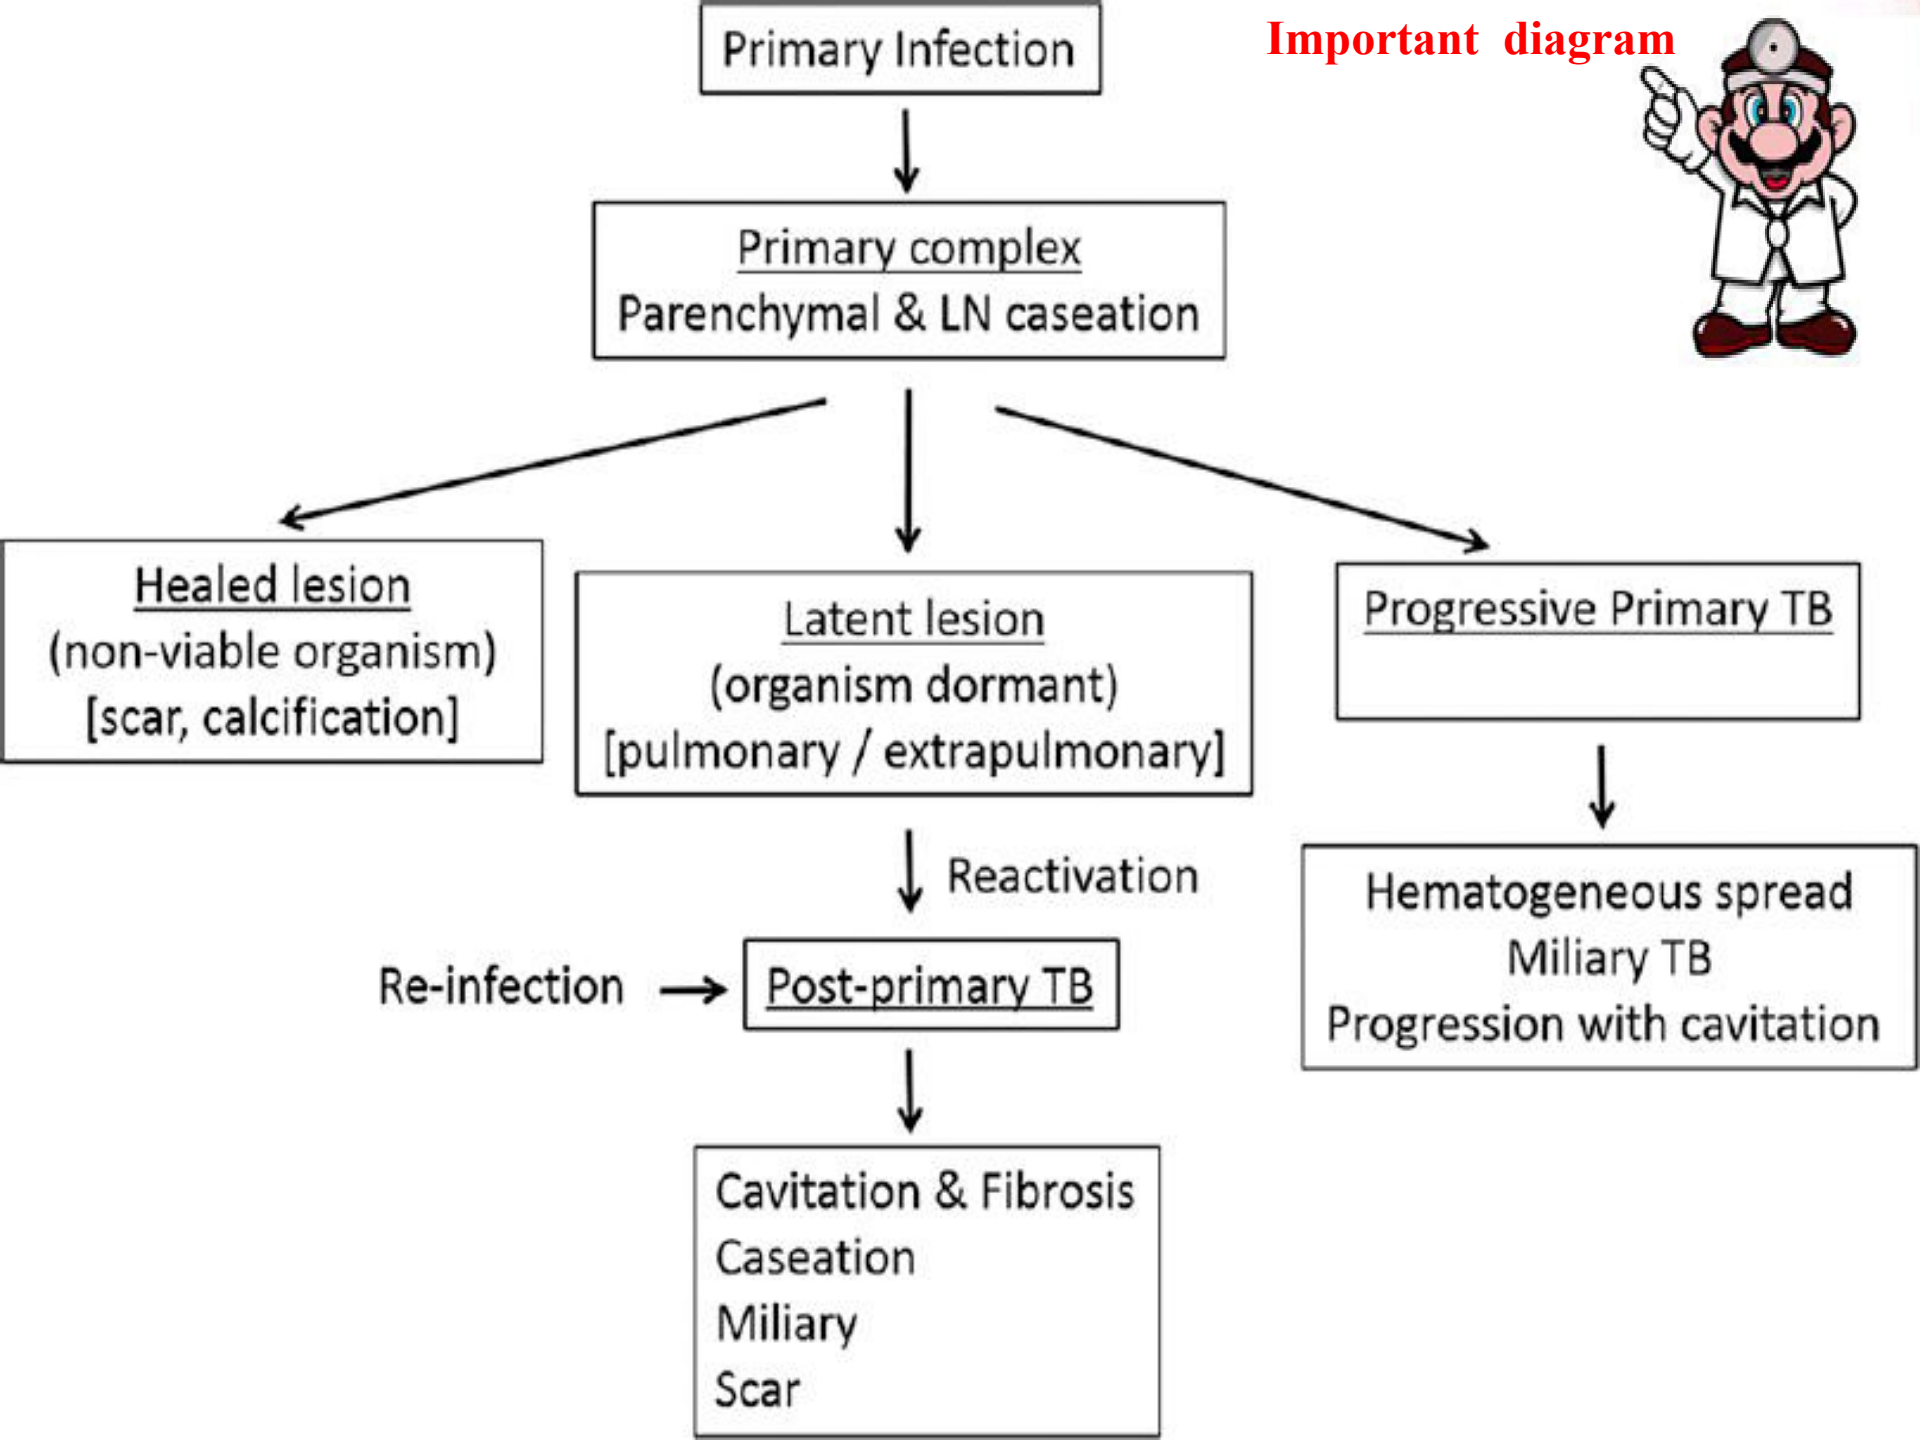 Important diagram
Primary Infection
Primary complex
Parenchymal & LN caseation
Healed lesion
(non-viable organism)
[scar, calcification]
Latent lesion
(organism dormant)
[pulmonary / extrapulmonary]
Progressive Primary TB
Reactivation
Re-infection
Post-primary TB
Hematogeneous spread
Miliary TB
Progression with cavitation
Cavitation & Fibrosis
Caseation
Miliary
Scar